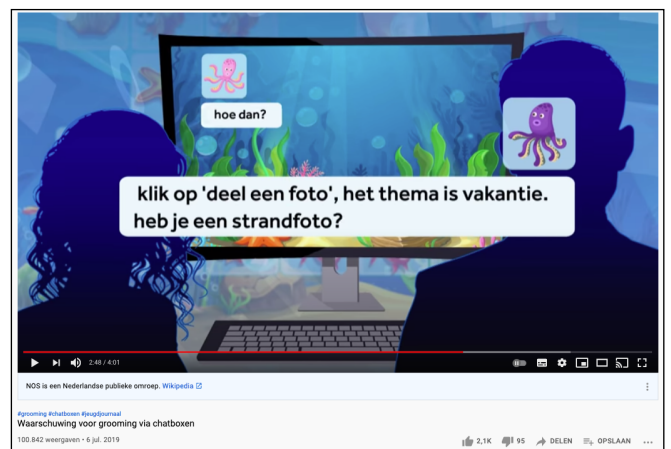 hoe dan?
klik op 'deel een foto', het thema is vakantie.
heb je een strandfoto?
2:48 / 4:01
NOS is een Nederlandse publieke omroep. Wikipedia
#grooming #chatboxen #jeugdjournaal
Waarschuwing voor grooming via chatboxen
100.842 weergaven • 6 jul. 2019
2,1K 95 DELEN OPSLAAN ...